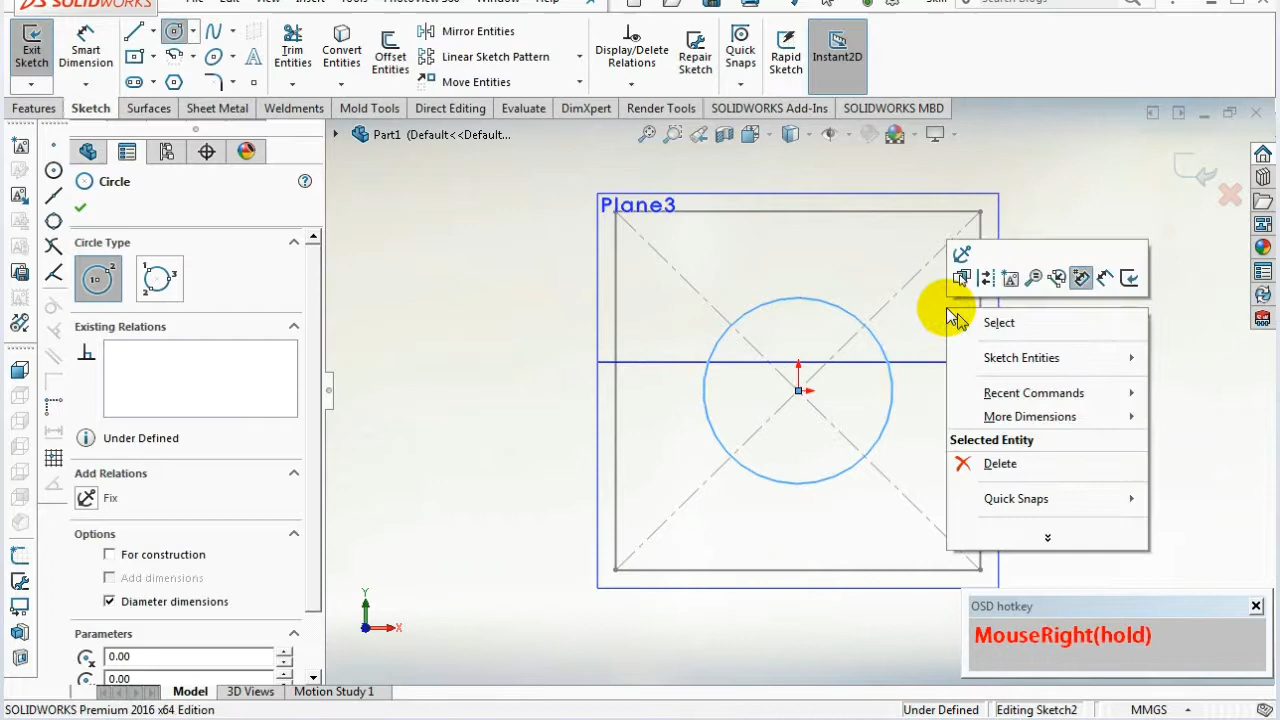 SOLIDWORKS
Exit Sketch
Smart Dimension
Trim Entities
Convert Entities
Offset Entities
Mirror Entities
Linear Sketch Pattern
Move Entities
Display/Delete Relations
Repair Sketch
Quick Snaps
Rapid Sketch
Instant2D
Features
Sketch
Surfaces
Sheet Metal
Weldments
Mold Tools
Direct Editing
Evaluate
DimXpert
Render Tools
SOLIDWORKS Add-Ins
SOLIDWORKS MBD
Part1 (Default<<Default...
Circle
Circle Type
Existing Relations
Under Defined
Add Relations
Fix
Options
For construction
Add dimensions
Diameter dimensions
Parameters
0.00
0.00
Plane3
Y
X
Select
Sketch Entities
Recent Commands
More Dimensions
Selected Entity
Delete
Quick Snaps
OSD hotkey
MouseRight(hold)
Model
3D Views
Motion Study 1
SOLIDWORKS Premium 2016 x64 Edition
Under Defined
Editing Sketch2
MMGS